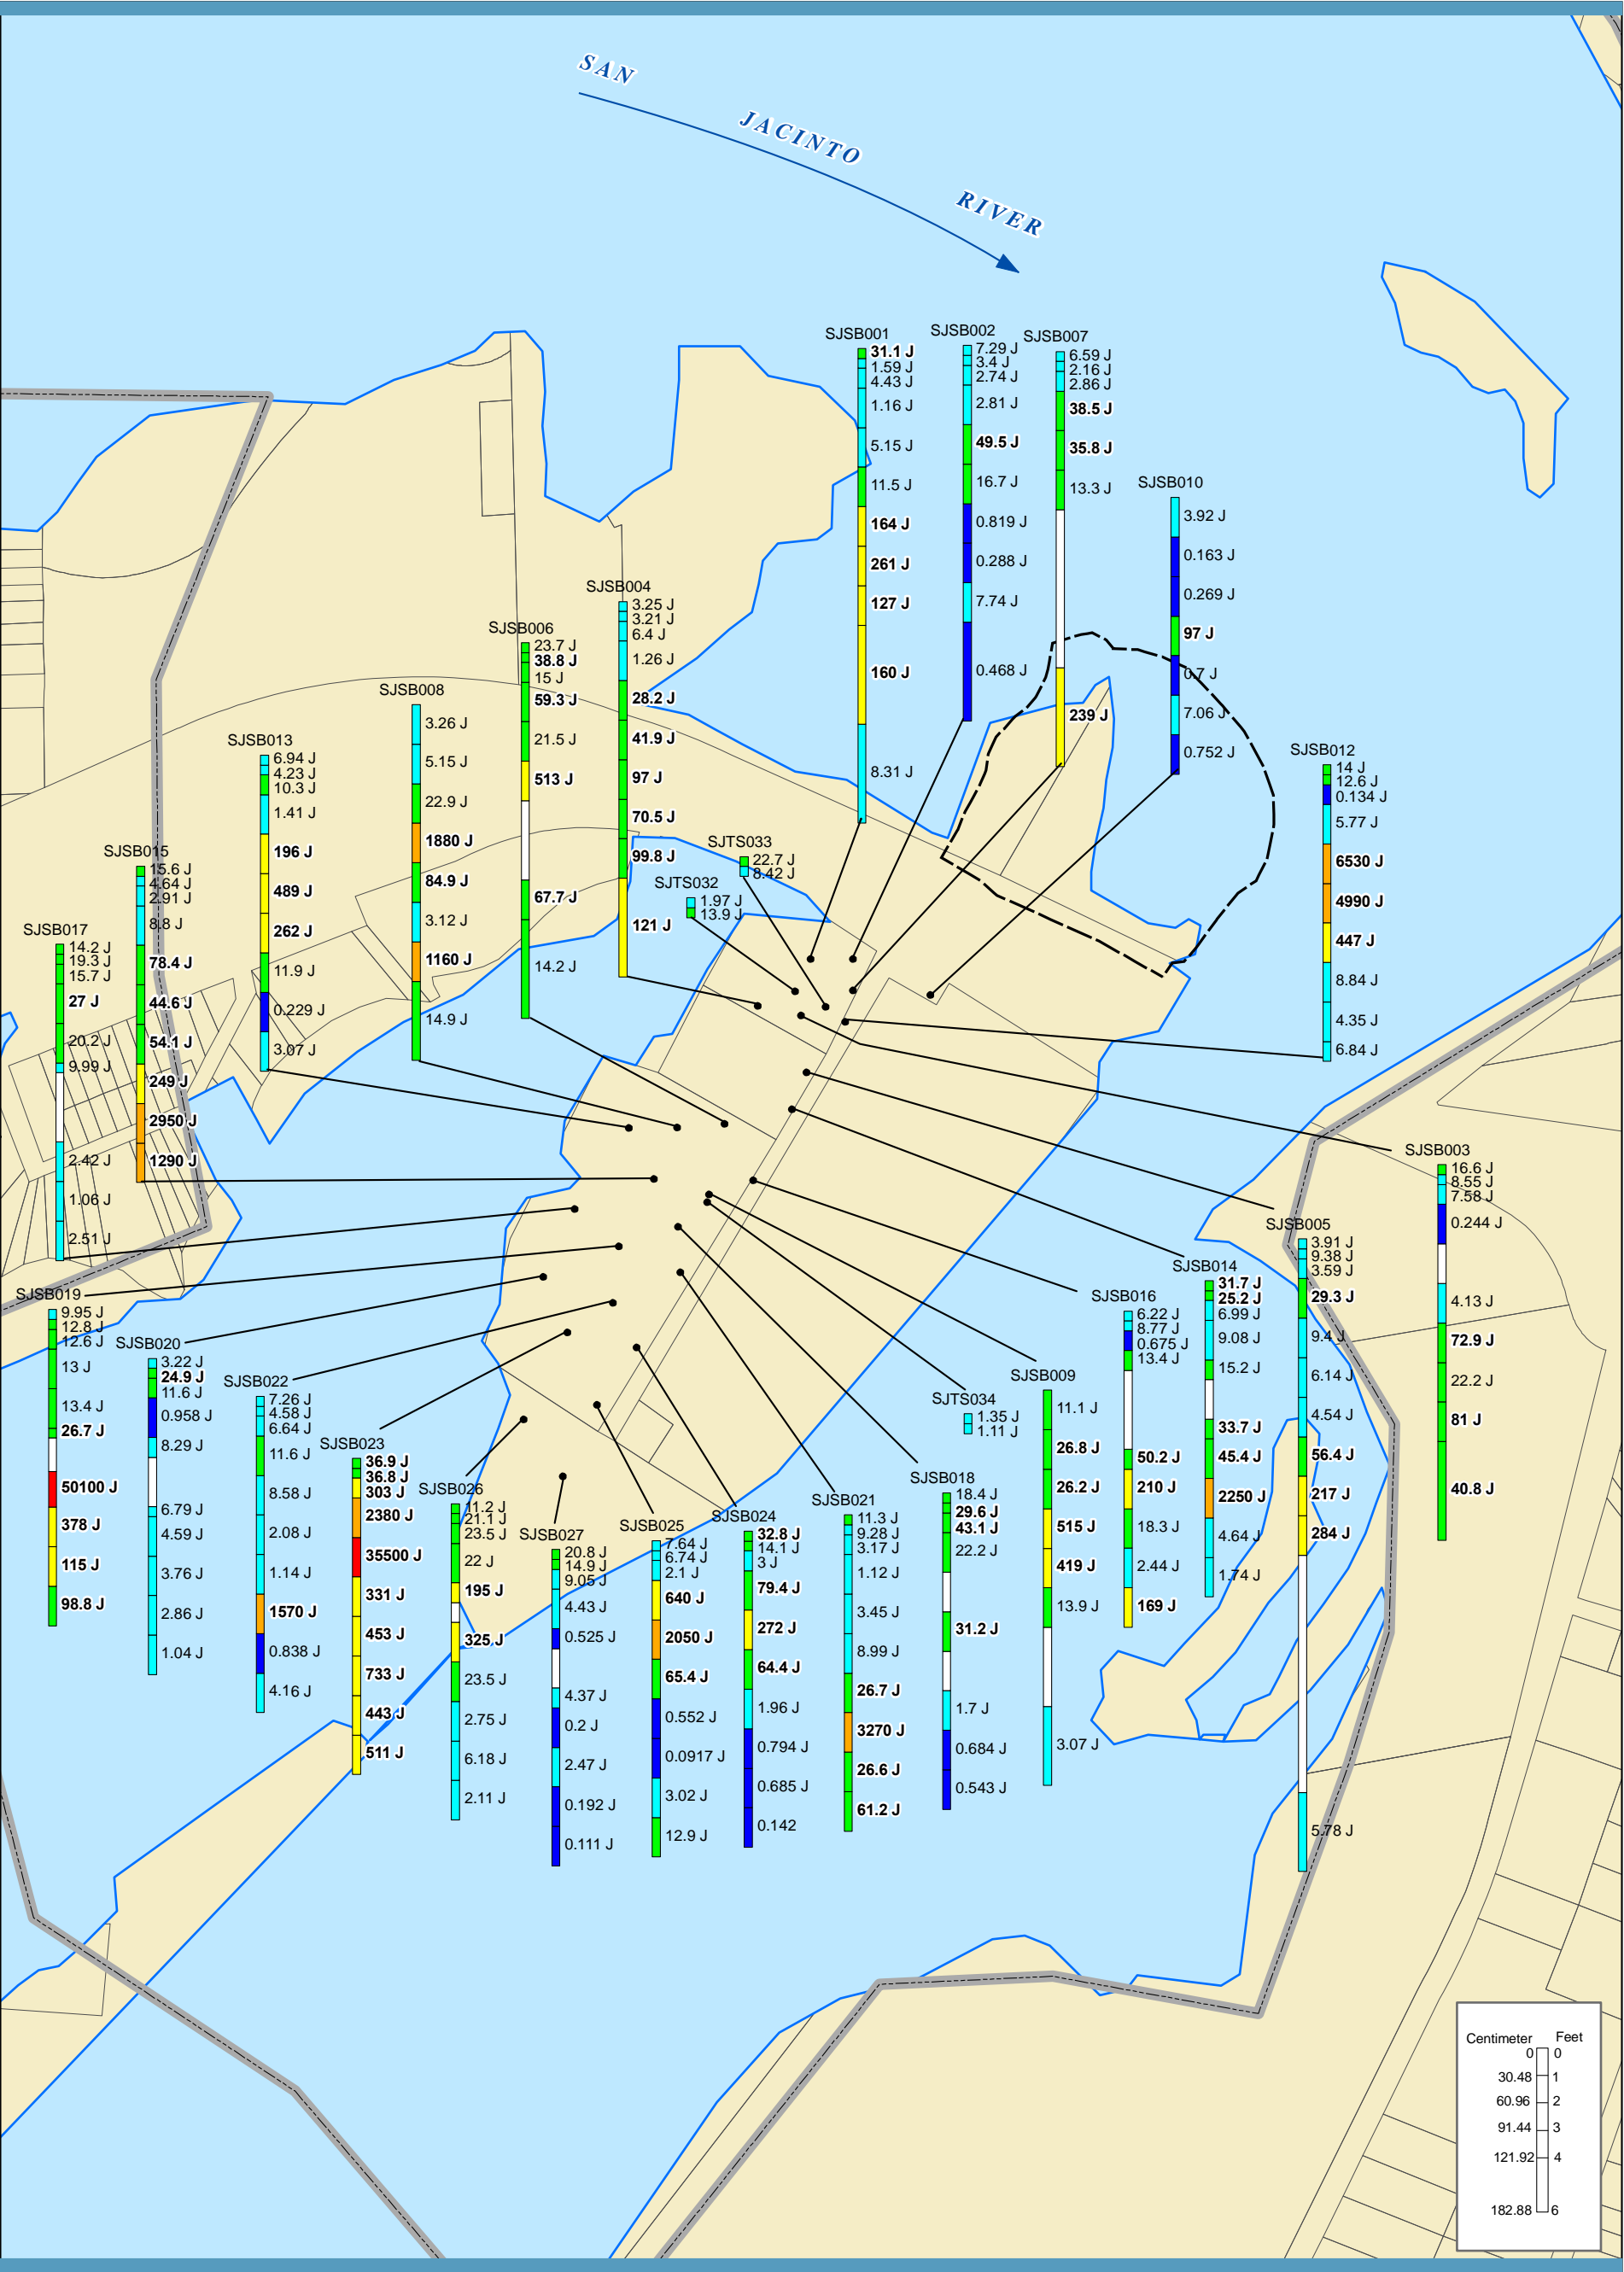 SAN
JACINTO
RIVER
SJSB001
31.1 J
1.59 J
4.43 J
1.16 J
5.15 J
11.5 J
164 J
261 J
127 J
160 J
8.31 J
SJSB002
7.29 J
3.4 J
2.74 J
2.81 J
49.5 J
16.7 J
0.819 J
0.288 J
7.74 J
0.468 J
SJSB007
6.59 J
2.16 J
2.86 J
38.5 J
35.8 J
13.3 J
239 J
SJSB010
3.92 J
0.163 J
0.269 J
97 J
0.7 J
7.06 J
0.752 J
SJSB004
3.25 J
3.21 J
6.4 J
1.26 J
28.2 J
41.9 J
97 J
70.5 J
99.8 J
121 J
SJSB006
23.7 J
38.8 J
15 J
59.3 J
21.5 J
513 J
67.7 J
14.2 J
SJSB008
3.26 J
5.15 J
22.9 J
1880 J
84.9 J
3.12 J
1160 J
14.9 J
SJSB013
6.94 J
4.23 J
10.3 J
1.41 J
196 J
489 J
262 J
11.9 J
0.229 J
3.07 J
SJSB012
14 J
12.6 J
0.134 J
5.77 J
6530 J
4990 J
447 J
8.84 J
4.35 J
6.84 J
SJSB015
15.6 J
4.64 J
2.91 J
8.8 J
78.4 J
44.6 J
54.1 J
249 J
2950 J
1290 J
SJTS033
22.7 J
8.42 J
SJTS032
1.97 J
13.9 J
SJSB017
14.2 J
19.3 J
15.7 J
27 J
20.2 J
9.99 J
2.42 J
1.06 J
2.51 J
SJSB003
16.6 J
8.55 J
7.58 J
0.244 J
4.13 J
72.9 J
22.2 J
81 J
40.8 J
SJSB005
3.91 J
9.38 J
3.59 J
29.3 J
9.4 J
6.14 J
4.54 J
56.4 J
217 J
284 J
5.78 J
SJSB014
31.7 J
25.2 J
6.99 J
9.08 J
15.2 J
33.7 J
45.4 J
2250 J
4.64 J
1.74 J
SJSB016
6.22 J
8.77 J
0.675 J
13.4 J
50.2 J
210 J
18.3 J
2.44 J
169 J
SJSB019
9.95 J
12.8 J
12.6 J
13 J
13.4 J
26.7 J
50100 J
378 J
115 J
98.8 J
SJSB020
3.22 J
24.9 J
11.6 J
0.958 J
8.29 J
6.79 J
4.59 J
3.76 J
2.86 J
1.04 J
SJSB022
7.26 J
4.58 J
6.64 J
11.6 J
8.58 J
2.08 J
1.14 J
1570 J
0.838 J
4.16 J
SJSB023
36.9 J
36.8 J
303 J
2380 J
35500 J
331 J
453 J
733 J
443 J
511 J
SJSB026
11.2 J
21.1 J
23.5 J
22 J
195 J
325 J
23.5 J
2.75 J
6.18 J
2.11 J
SJSB027
20.8 J
14.9 J
9.05 J
4.43 J
0.525 J
4.37 J
0.2 J
2.47 J
0.192 J
0.111 J
SJSB025
7.64 J
6.74 J
2.1 J
640 J
2050 J
65.4 J
0.552 J
0.0917 J
3.02 J
12.9 J
SJSB024
32.8 J
14.1 J
3 J
79.4 J
272 J
64.4 J
1.96 J
0.794 J
0.685 J
0.142
SJSB021
11.3 J
9.28 J
3.17 J
1.12 J
3.45 J
8.99 J
26.7 J
3270 J
26.6 J
61.2 J
SJSB018
18.4 J
29.6 J
43.1 J
22.2 J
31.2 J
1.7 J
0.684 J
0.543 J
SJTS034
1.35 J
1.11 J
SJSB009
11.1 J
26.8 J
26.2 J
515 J
419 J
13.9 J
3.07 J
Centimeter Feet
0 0
30.48 1
60.96 2
91.44 3
121.92 4
182.88 6